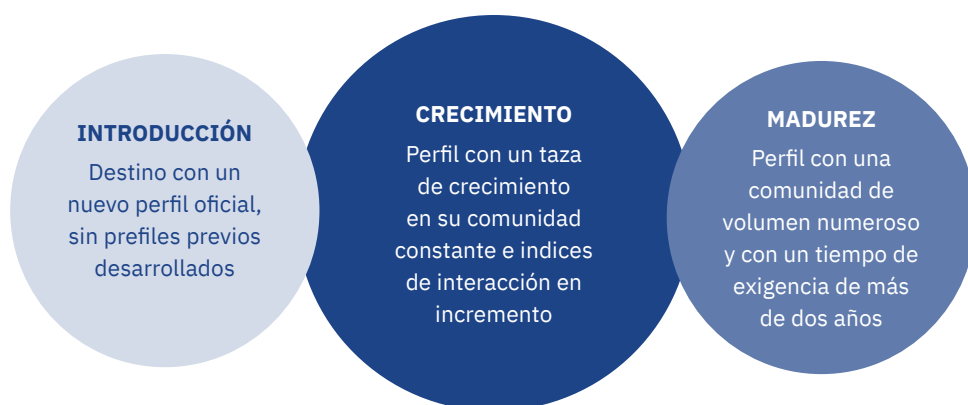 INTRODUCCIÓN
Destino con un
nuevo perfil oficial,
sin prefiles previos
desarrollados
CRECIMIENTO
Perfil con un taza
de crecimiento
en su comunidad
constante e indices
de interacción en
incremento
MADUREZ
Perfil con una
comunidad de
volumen numeroso
y con un tiempo de
exigencia de más
de dos años